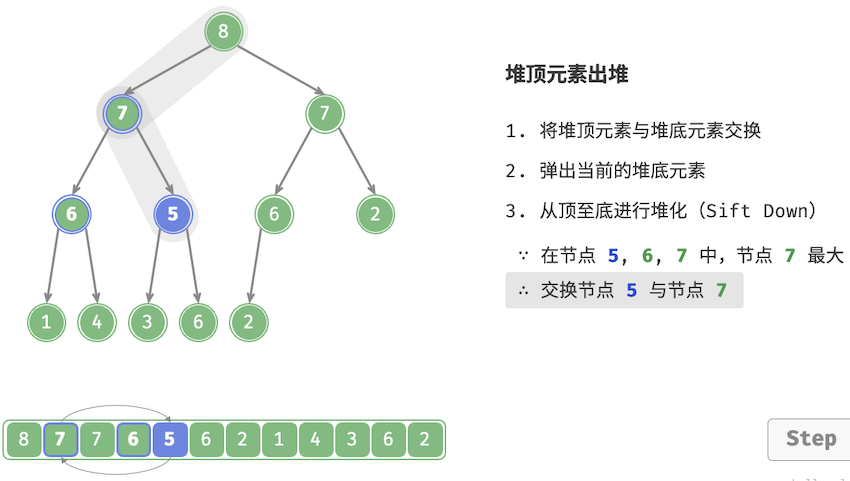 8
堆顶元素出堆
7 7
1. 将堆顶元素与堆底元素交换
2. 弹出当前的堆底元素
6 5 6 2
3. 从顶至底进行堆化（Sift Down）
∵ 在节点 5, 6, 7 中，节点 7 最大
∴ 交换节点 5 与节点 7
1 4 3 6 2
8 7 7 6 5 6 2 1 4 3 6 2
Step